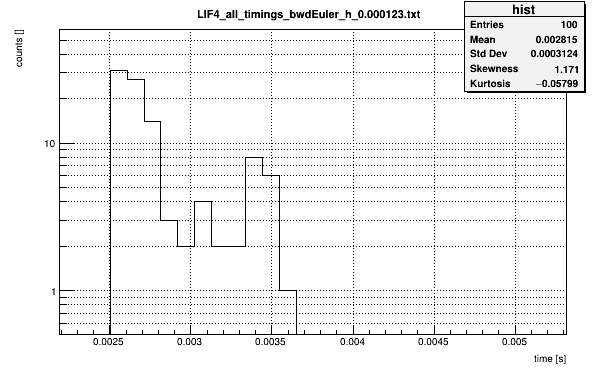 LIF4_all_timings_bwdEuler_h_0.000123.txt
hist
Entries 100
Mean 0.002815
Std Dev 0.0003124
Skewness 1.171
Kurtosis −0.05799
counts []
10
1
0.0025 0.003 0.0035 0.004 0.0045 0.005
time [s]